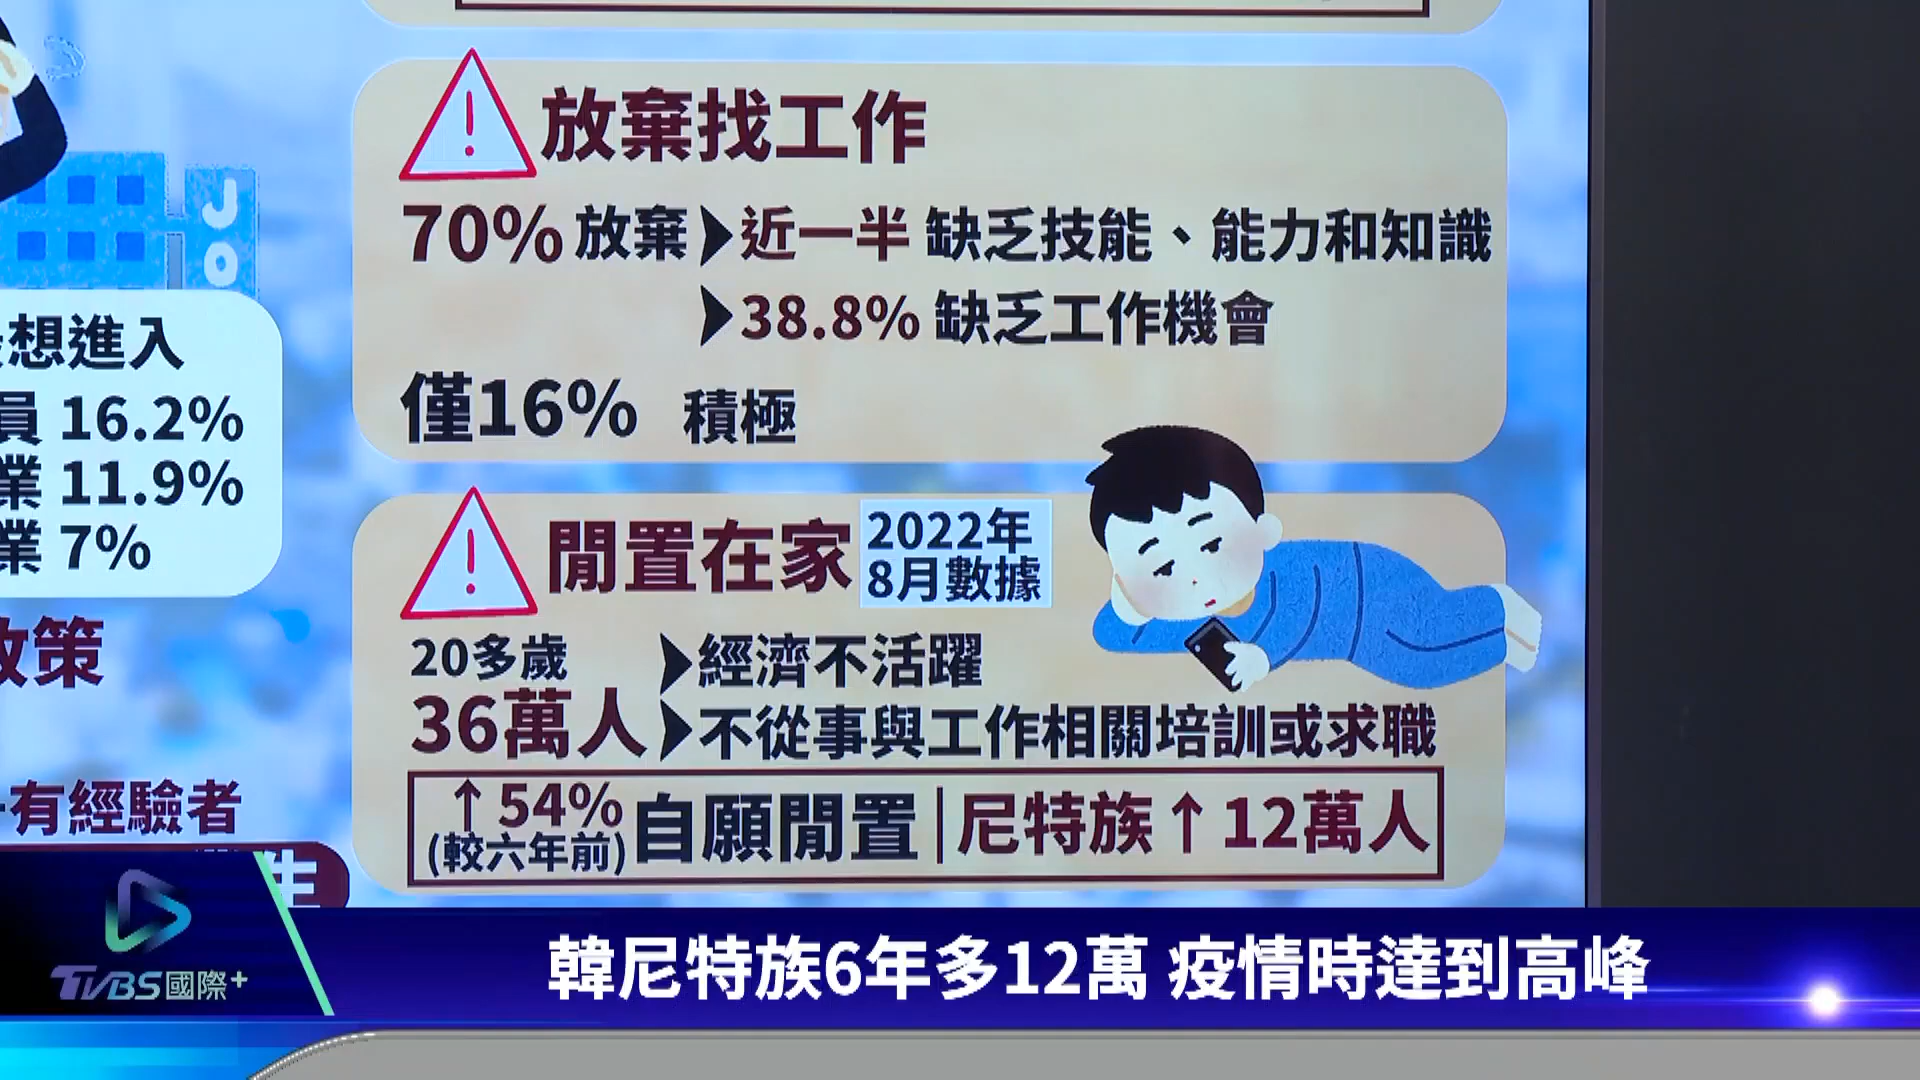 放棄找工作
70%放棄 近一半 缺乏技能、能力和知識
38.8% 缺乏工作機會
僅16% 積極
閒置在家 2022年
8月數據
20多歲 經濟不活躍
36萬人 不從事與工作相關培訓或求職
↑54% 自願閒置|尼特族↑12萬人
(較六年前)
JO
想進入
員 16.2%
業 11.9%
業 7%
政策
有經驗者
生
TVBS國際+
韓尼特族6年多12萬 疫情時達到高峰